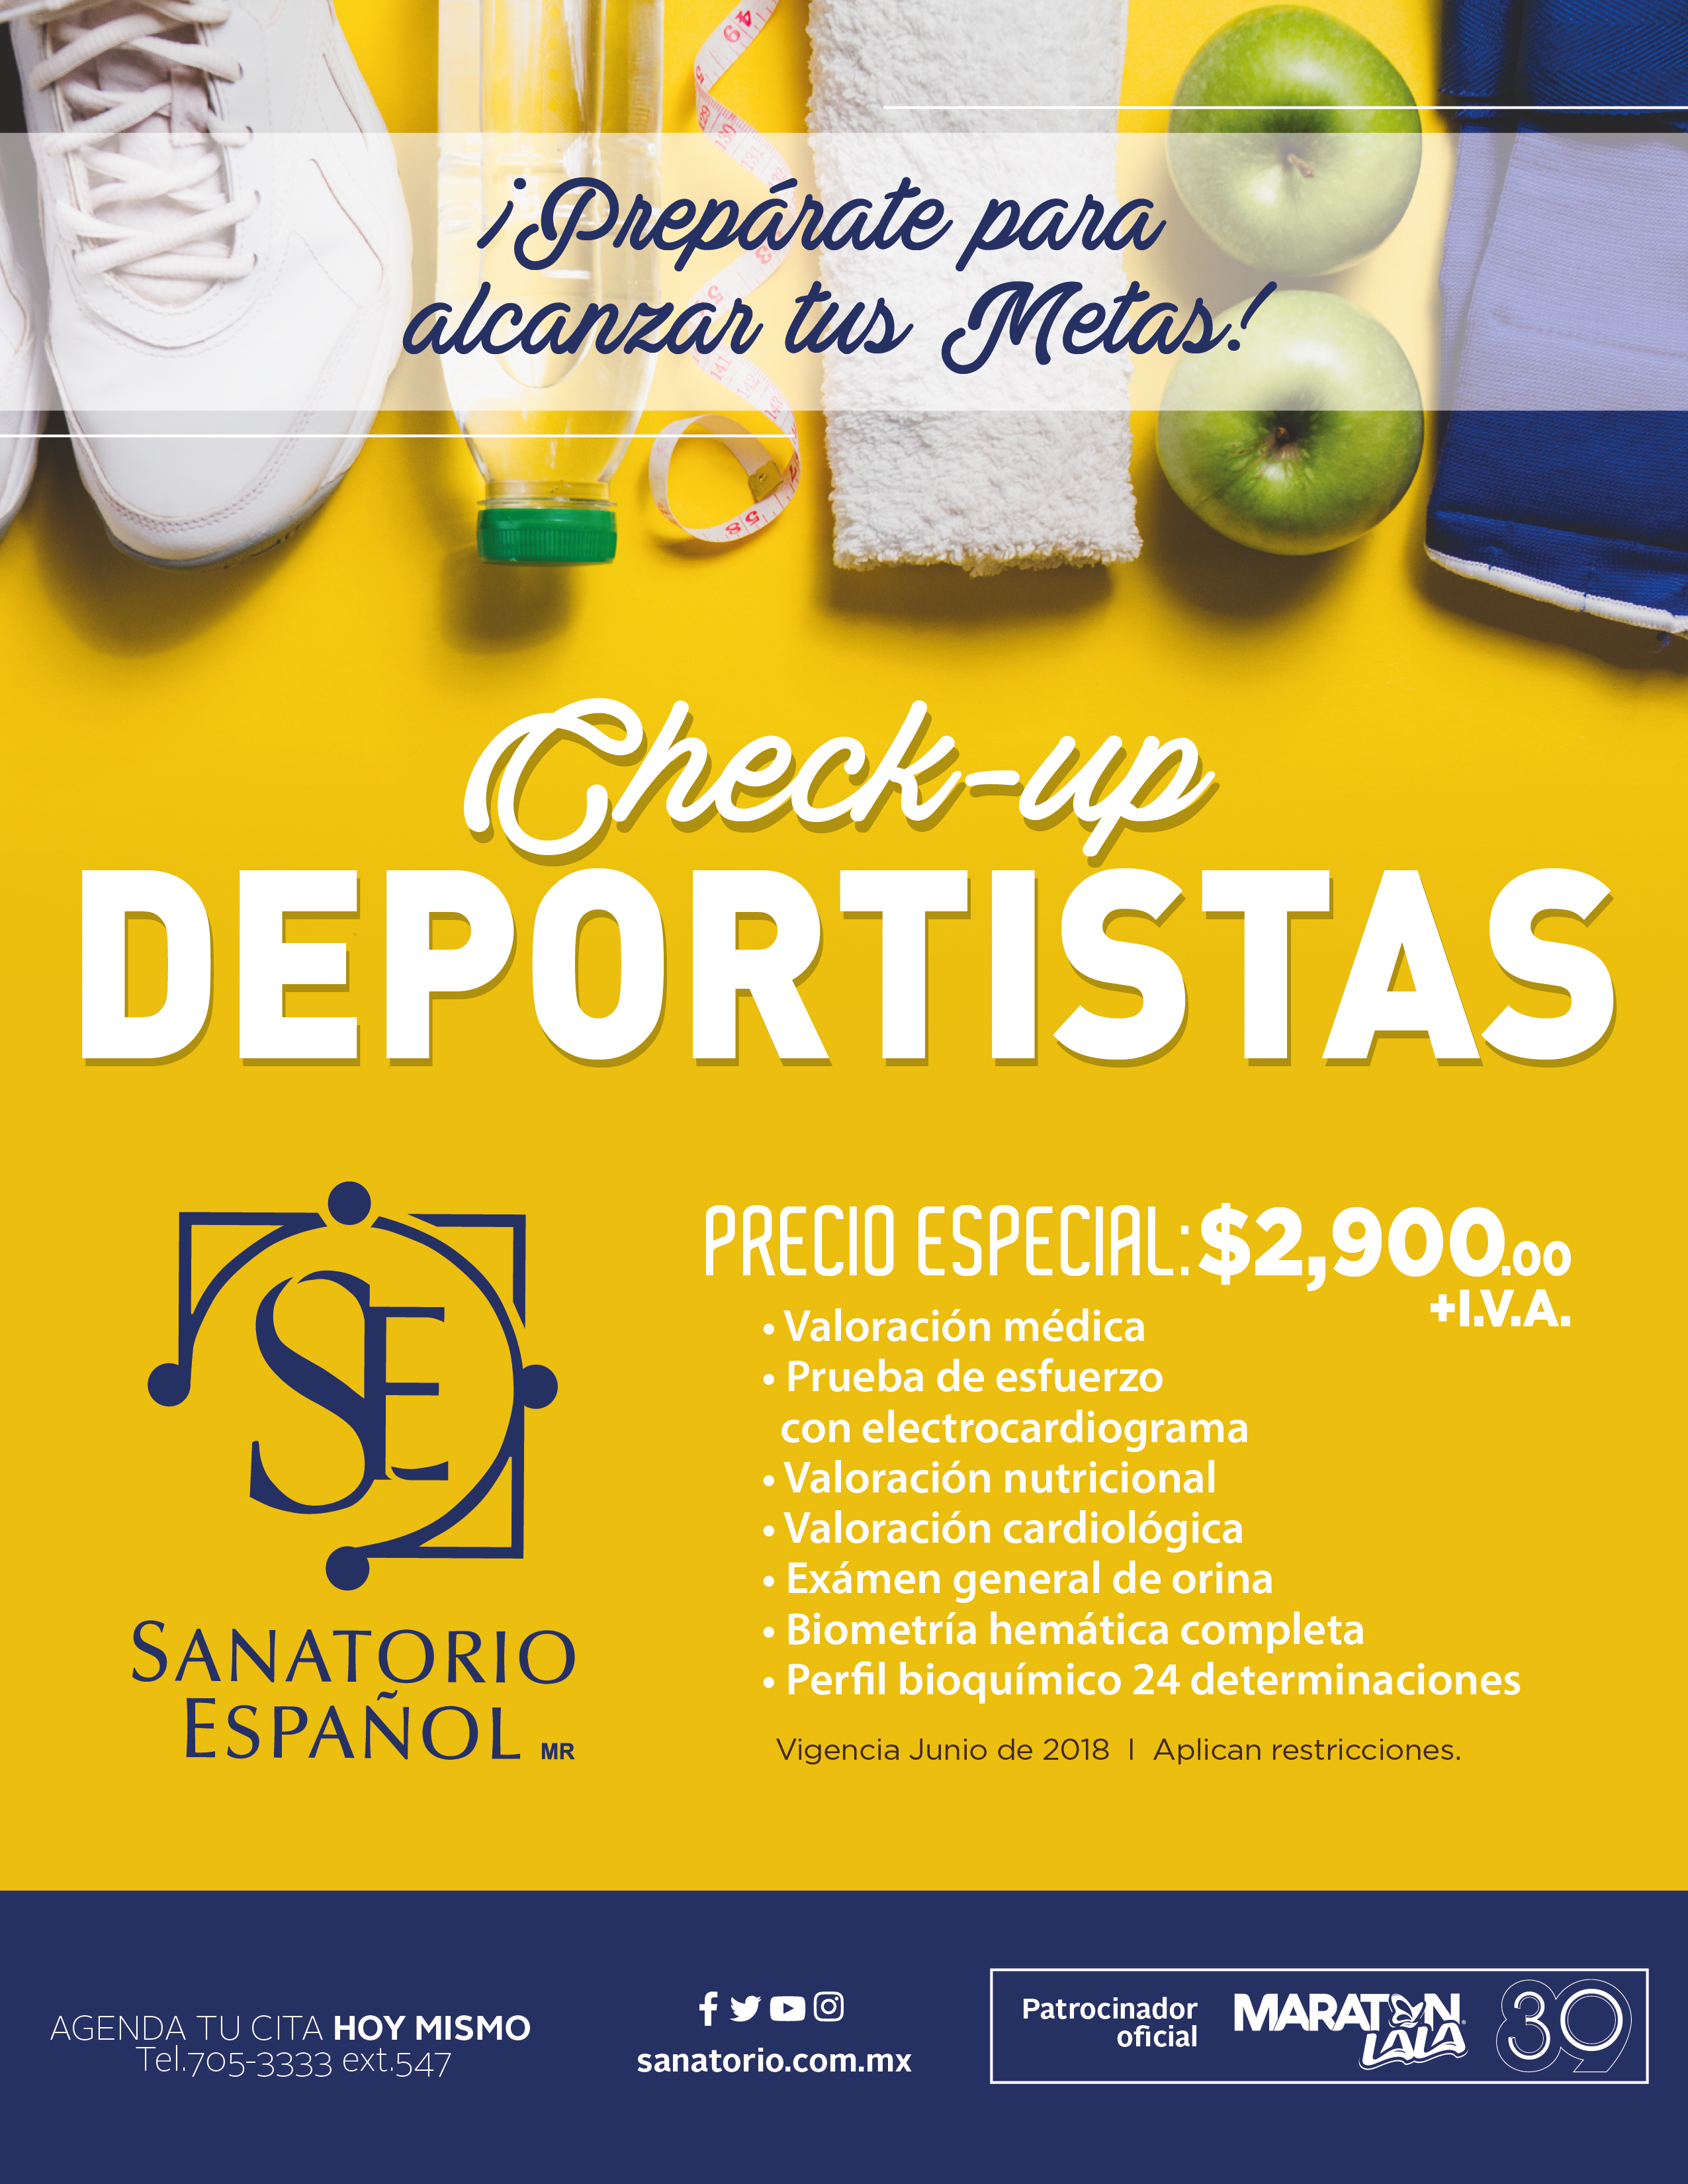 ¡Prepárate para
alcanzar tus Metas!
Check-up
DEPORTISTAS
SE
SANATORIO
ESPAÑOL MR
PRECIO ESPECIAL: $2,900.00
+I.V.A.
• Valoración médica
• Prueba de esfuerzo
con electrocardiograma
• Valoración nutricional
• Valoración cardiológica
• Exámen general de orina
• Biometría hemática completa
• Perfil bioquímico 24 determinaciones
Vigencia Junio de 2018 I Aplican restricciones.
AGENDA TU CITA HOY MISMO
Tel.705-3333 ext.547
sanatorio.com.mx
Patrocinador
oficial
MARATÓN
LALA
30